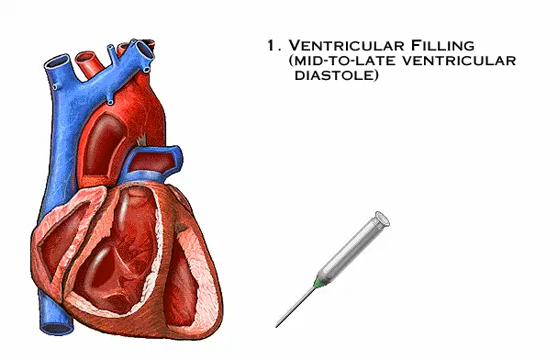 1. VENTRICULAR FILLING
(MID-TO-LATE VENTRICULAR
DIASTOLE)